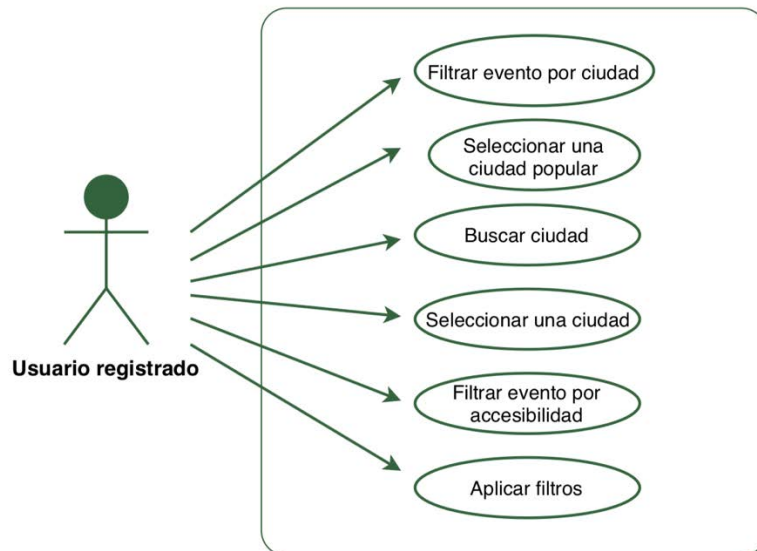 Filtrar evento por ciudad
Seleccionar una
ciudad popular
Buscar ciudad
Seleccionar una ciudad
Usuario registrado
Filtrar evento por
accesibilidad
Aplicar filtros